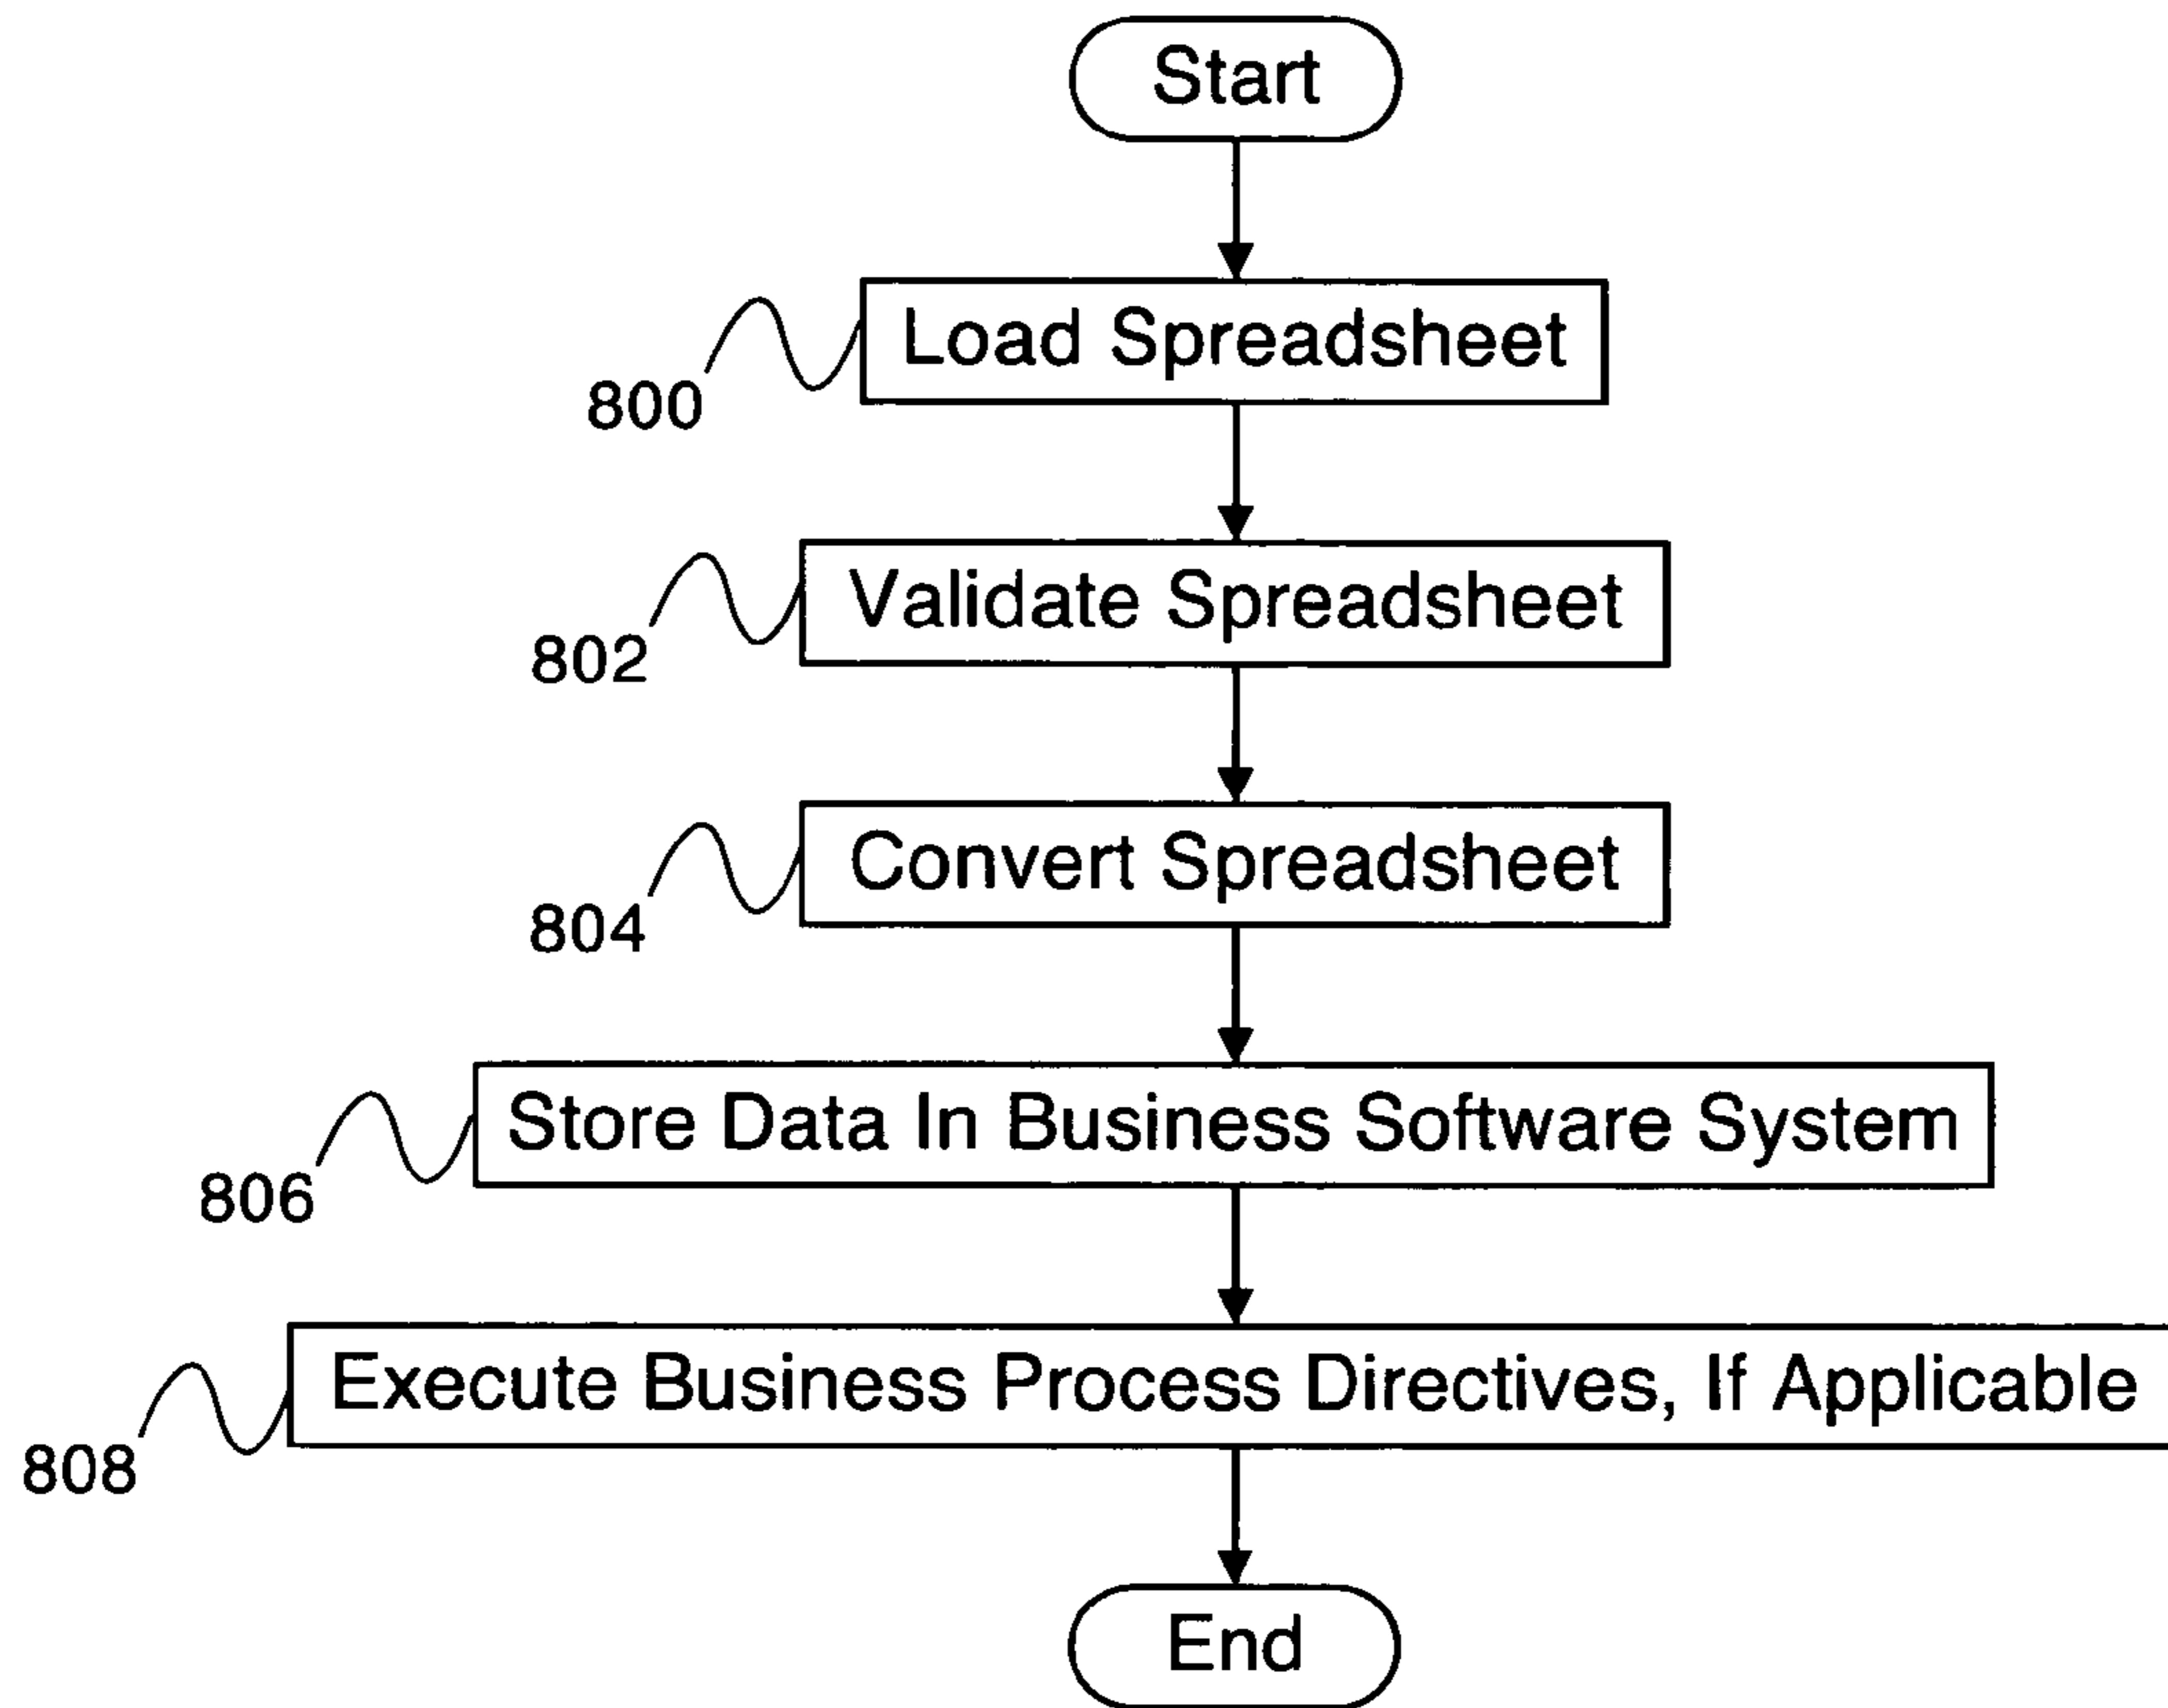 Start
Load Spreadsheet
800
Validate Spreadsheet
802
Convert Spreadsheet
804
Store Data In Business Software System
806
Execute Business Process Directives, If Applicable
808
End